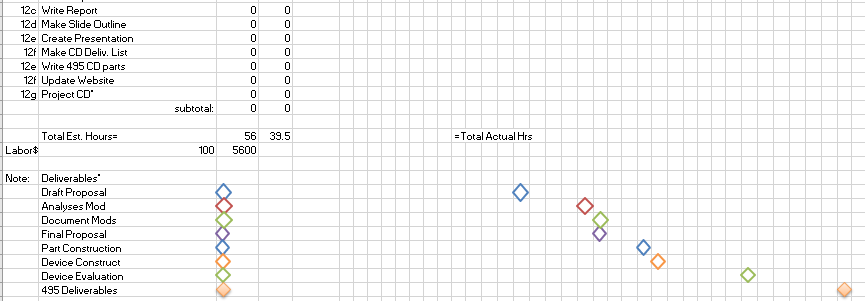 12c Write Report 0 0
12d Make Slide Outline 0 0
12e Create Presentation 0 0
12f Make CD Deliv. List 0 0
12e Write 495 CD parts 0 0
12f Update Website 0 0
12g Project CD* 0 0
subtotal: 0 0
Total Est. Hours= 56 39.5 =Total Actual Hrs
Labor$ 100 5600
Note: Deliverables*
Draft Proposal
Analyses Mod
Document Mods
Final Proposal
Part Construction
Device Construct
Device Evaluation
495 Deliverables